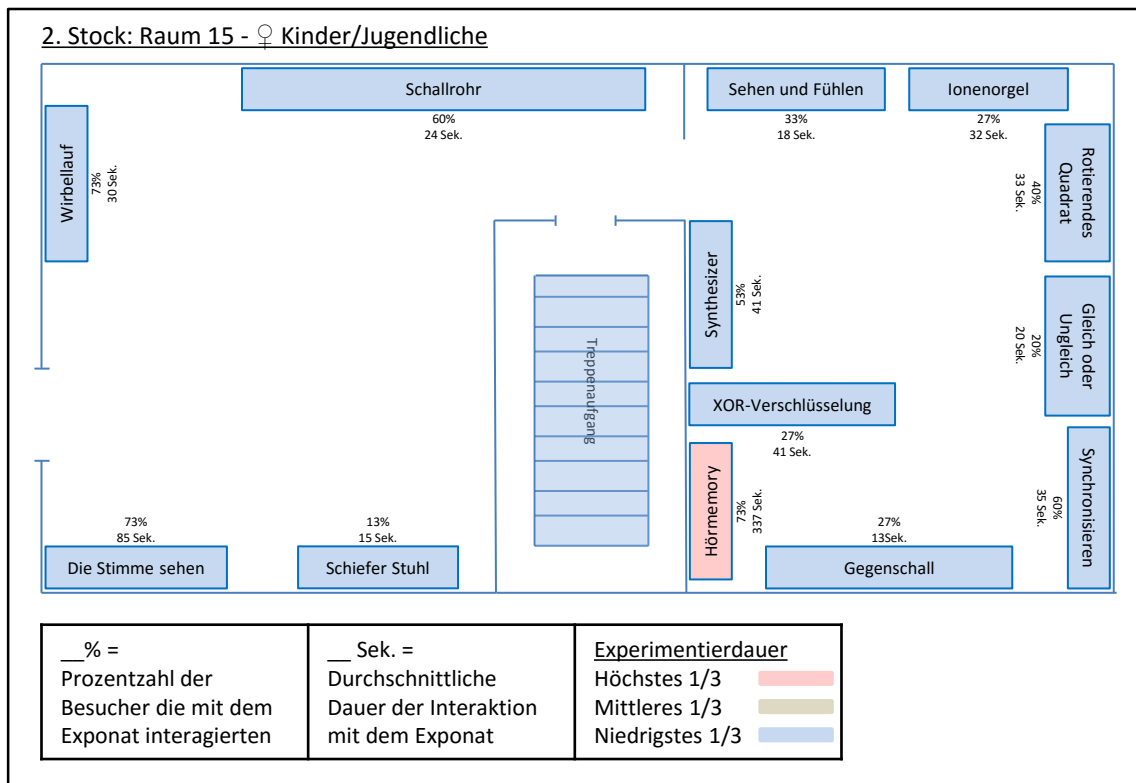 2. Stock: Raum 15 - ♀ Kinder/Jugendliche
Schallrohr
60%
24 Sek.
Sehen und Fühlen
33%
18 Sek.
Ionenorgel
27%
32 Sek.
Wirbellauf
73%
30 Sek.
Rotierendes
Quadrat
40%
33 Sek.
Synthesizer
53%
41 Sek.
Gleich oder
Ungleich
20%
20 Sek.
Treppenaufgang
XOR-Verschlüsselung
27%
41 Sek.
Hörmemory
73%
337 Sek.
Synchronisieren
60%
35 Sek.
73%
85 Sek.
Die Stimme sehen
13%
15 Sek.
Schiefer Stuhl
27%
13Sek.
Gegenschall
__% =
Prozentzahl der
Besucher die mit dem
Exponat interagierten
__ Sek. =
Durchschnittliche
Dauer der Interaktion
mit dem Exponat
Experimentierdauer
Höchstes 1/3
Mittleres 1/3
Niedrigstes 1/3